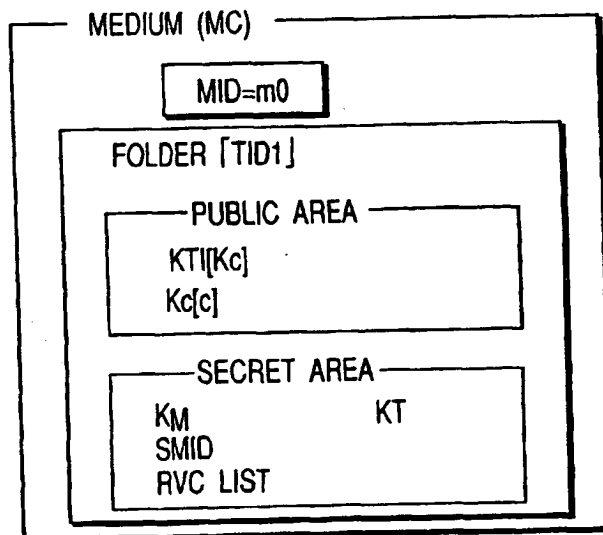 MEDIUM (MC)
MID=m0
FOLDER ｢TID1｣
PUBLIC AREA
KTI[Kc]
Kc[c]
SECRET AREA
KM KT
SMID
RVC LIST